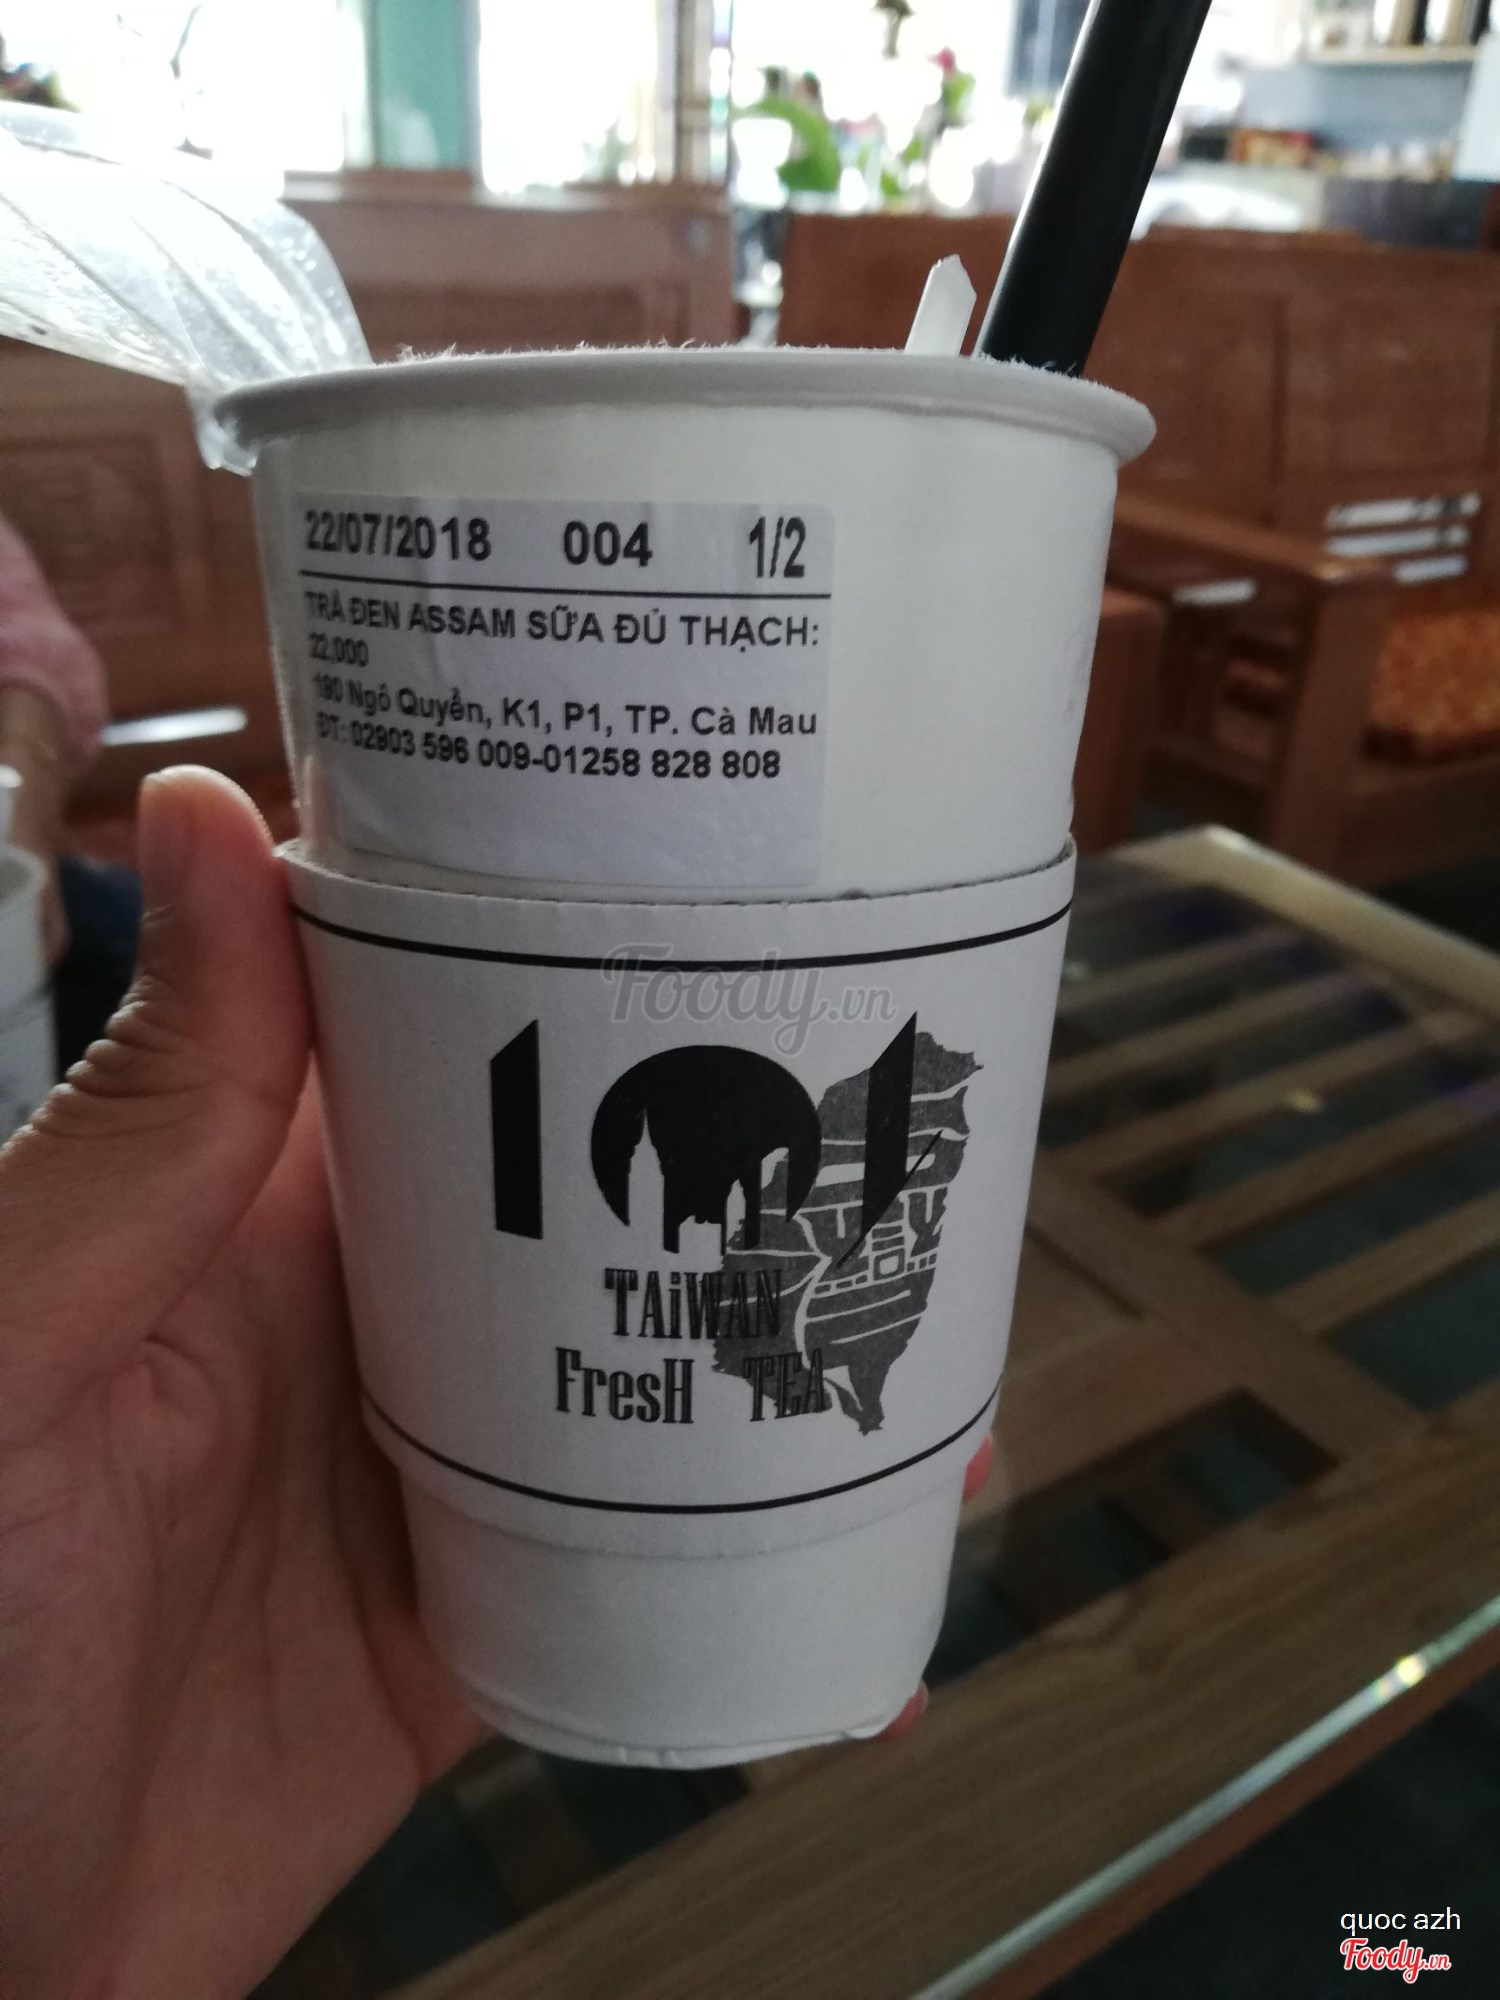 22/07/2018 004 1/2
TRÀ ĐEN ASSAM SỮA ĐỦ THẠCH:
22,000
190 Ngô Quyền, K1, P1, TP. Cà Mau
ĐT: 02903 596 009-01258 828 808
Foody.vn
101
TAiWAN
FresH TEA
quoc azh
Foody.vn